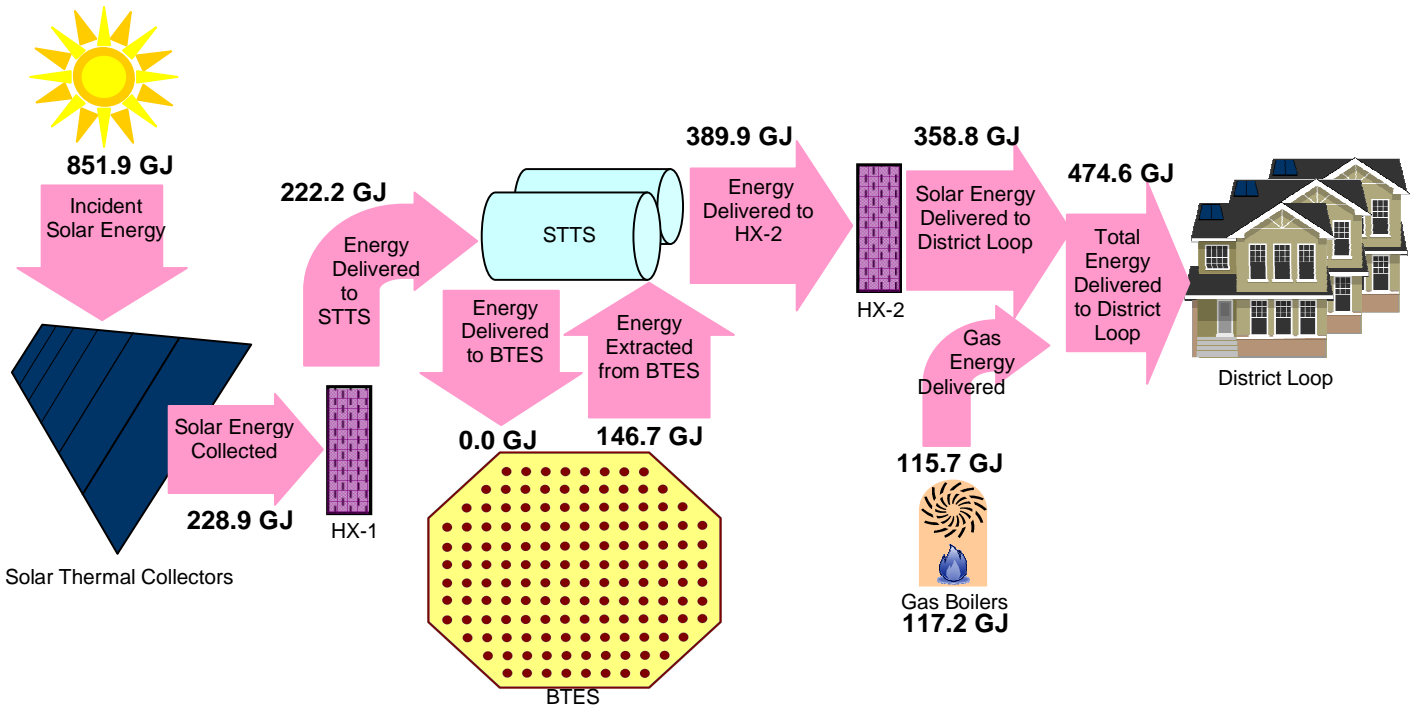 851.9 GJ
Incident
Solar Energy
222.2 GJ
Energy
Delivered
to
STTS
STTS
389.9 GJ
Energy
Delivered to
HX-2
358.8 GJ
Solar Energy
Delivered to
District Loop
HX-2
474.6 GJ
Total
Energy
Delivered
to District
Loop
District Loop
Energy
Delivered
to BTES
Energy
Extracted
from BTES
Gas
Energy
Delivered
Solar Energy
Collected
228.9 GJ
HX-1
Solar Thermal Collectors
0.0 GJ
146.7 GJ
BTES
115.7 GJ
Gas Boilers
117.2 GJ